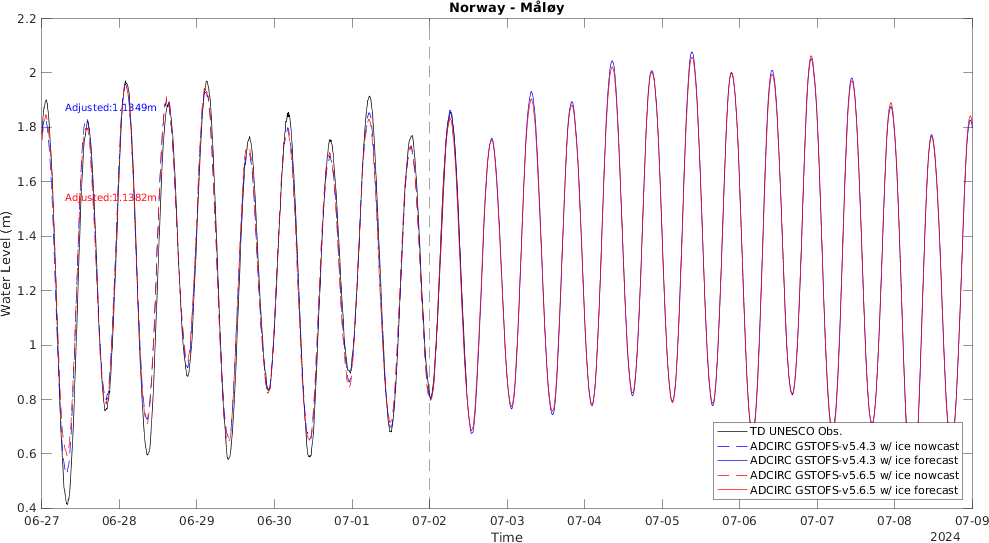 Norway - Måløy
2.2
2
1.8
1.6
1.4
1.2
1
0.8
0.6
0.4
Water Level (m)
Adjusted:1.1349m
Adjusted:1.1382m
TD UNESCO Obs.
ADCIRC GSTOFS-v5.4.3 w/ ice nowcast
ADCIRC GSTOFS-v5.4.3 w/ ice forecast
ADCIRC GSTOFS-v5.6.5 w/ ice nowcast
ADCIRC GSTOFS-v5.6.5 w/ ice forecast
06-27 06-28 06-29 06-30 07-01 07-02 07-03 07-04 07-05 07-06 07-07 07-08 07-09
Time
2024